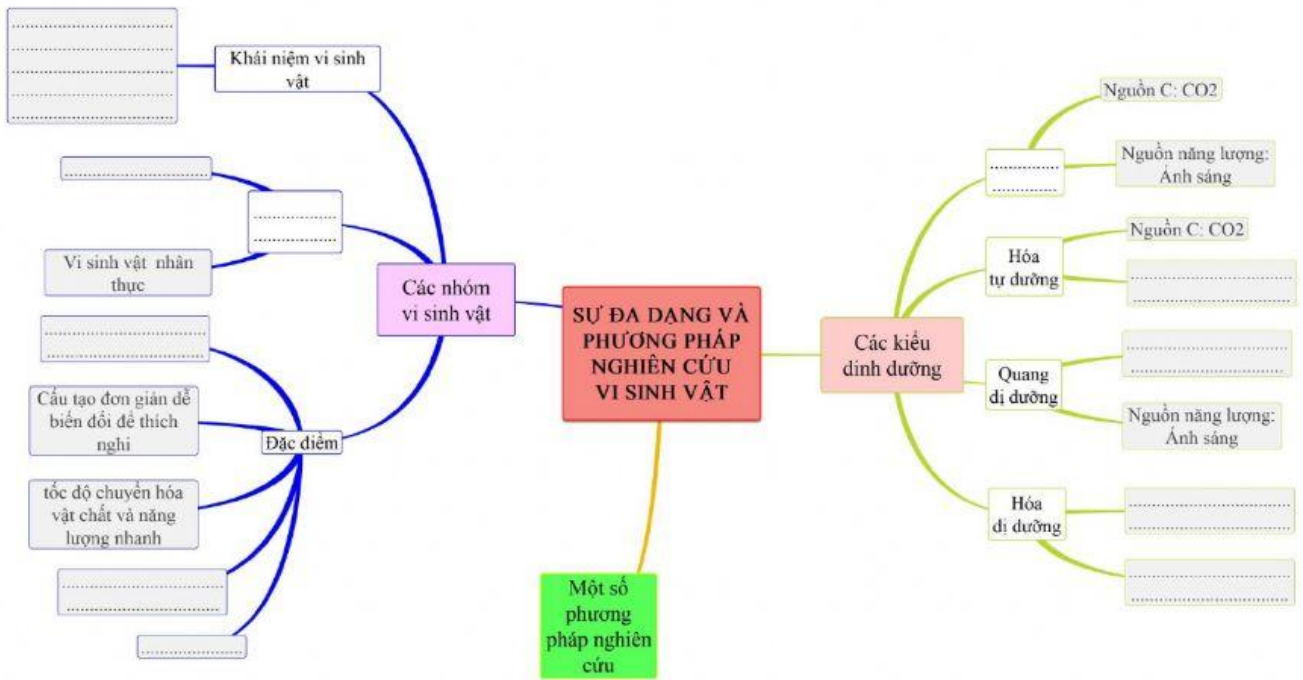 Khái niệm vi sinh
vật
Vi sinh vật nhân
thực
Các nhóm
vi sinh vật
Cấu tạo đơn giản dễ
biến đổi để thích
nghi
Đặc điểm
tốc độ chuyển hóa
vật chất và năng
lượng nhanh
SỰ ĐA DẠNG VÀ
PHƯƠNG PHÁP
NGHIÊN CỨU
VI SINH VẬT
Một số
phương
pháp nghiên
cứu
Các kiểu
dinh dưỡng
Nguồn C: CO2
Nguồn năng lượng:
Ánh sáng
Hóa
tự dưỡng
Nguồn C: CO2
Quang
dị dưỡng
Nguồn năng lượng:
Ánh sáng
Hóa
dị dưỡng